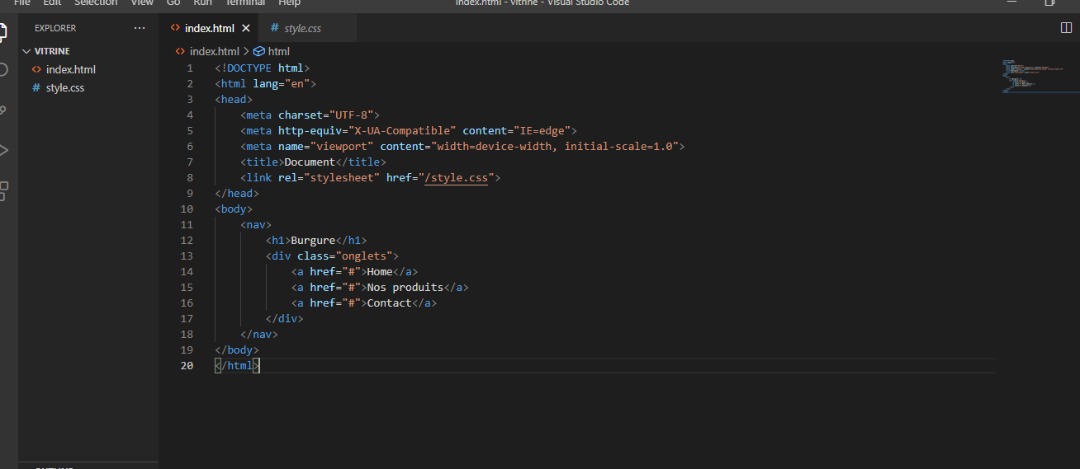 File Edit Selection View Go Run Terminal Help
index.html - vitrine - Visual Studio Code
EXPLORER
index.html
style.css
VITRINE
index.html
style.css
index.html > html
1 <!DOCTYPE html>
2 <html lang="en">
3 <head>
4 <meta charset="UTF-8">
5 <meta http-equiv="X-UA-Compatible" content="IE=edge">
6 <meta name="viewport" content="width=device-width, initial-scale=1.0">
7 <title>Document</title>
8 <link rel="stylesheet" href="/style.css">
9 </head>
10 <body>
11 <nav>
12 <h1>Burgure</h1>
13 <div class="onglets">
14 <a href="#">Home</a>
15 <a href="#">Nos produits</a>
16 <a href="#">Contact</a>
17 </div>
18 </nav>
19 </body>
20 </html>
OUTLINE